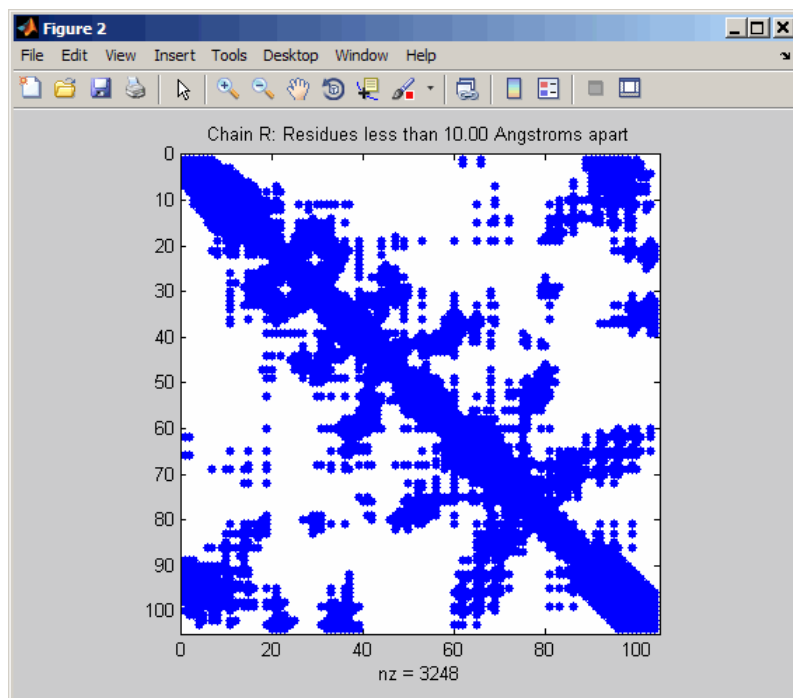 Figure 2
File Edit View Insert Tools Desktop Window Help
Chain R: Residues less than 10.00 Angstroms apart
0
10
20
30
40
50
60
70
80
90
100
0 20 40 60 80 100
nz = 3248